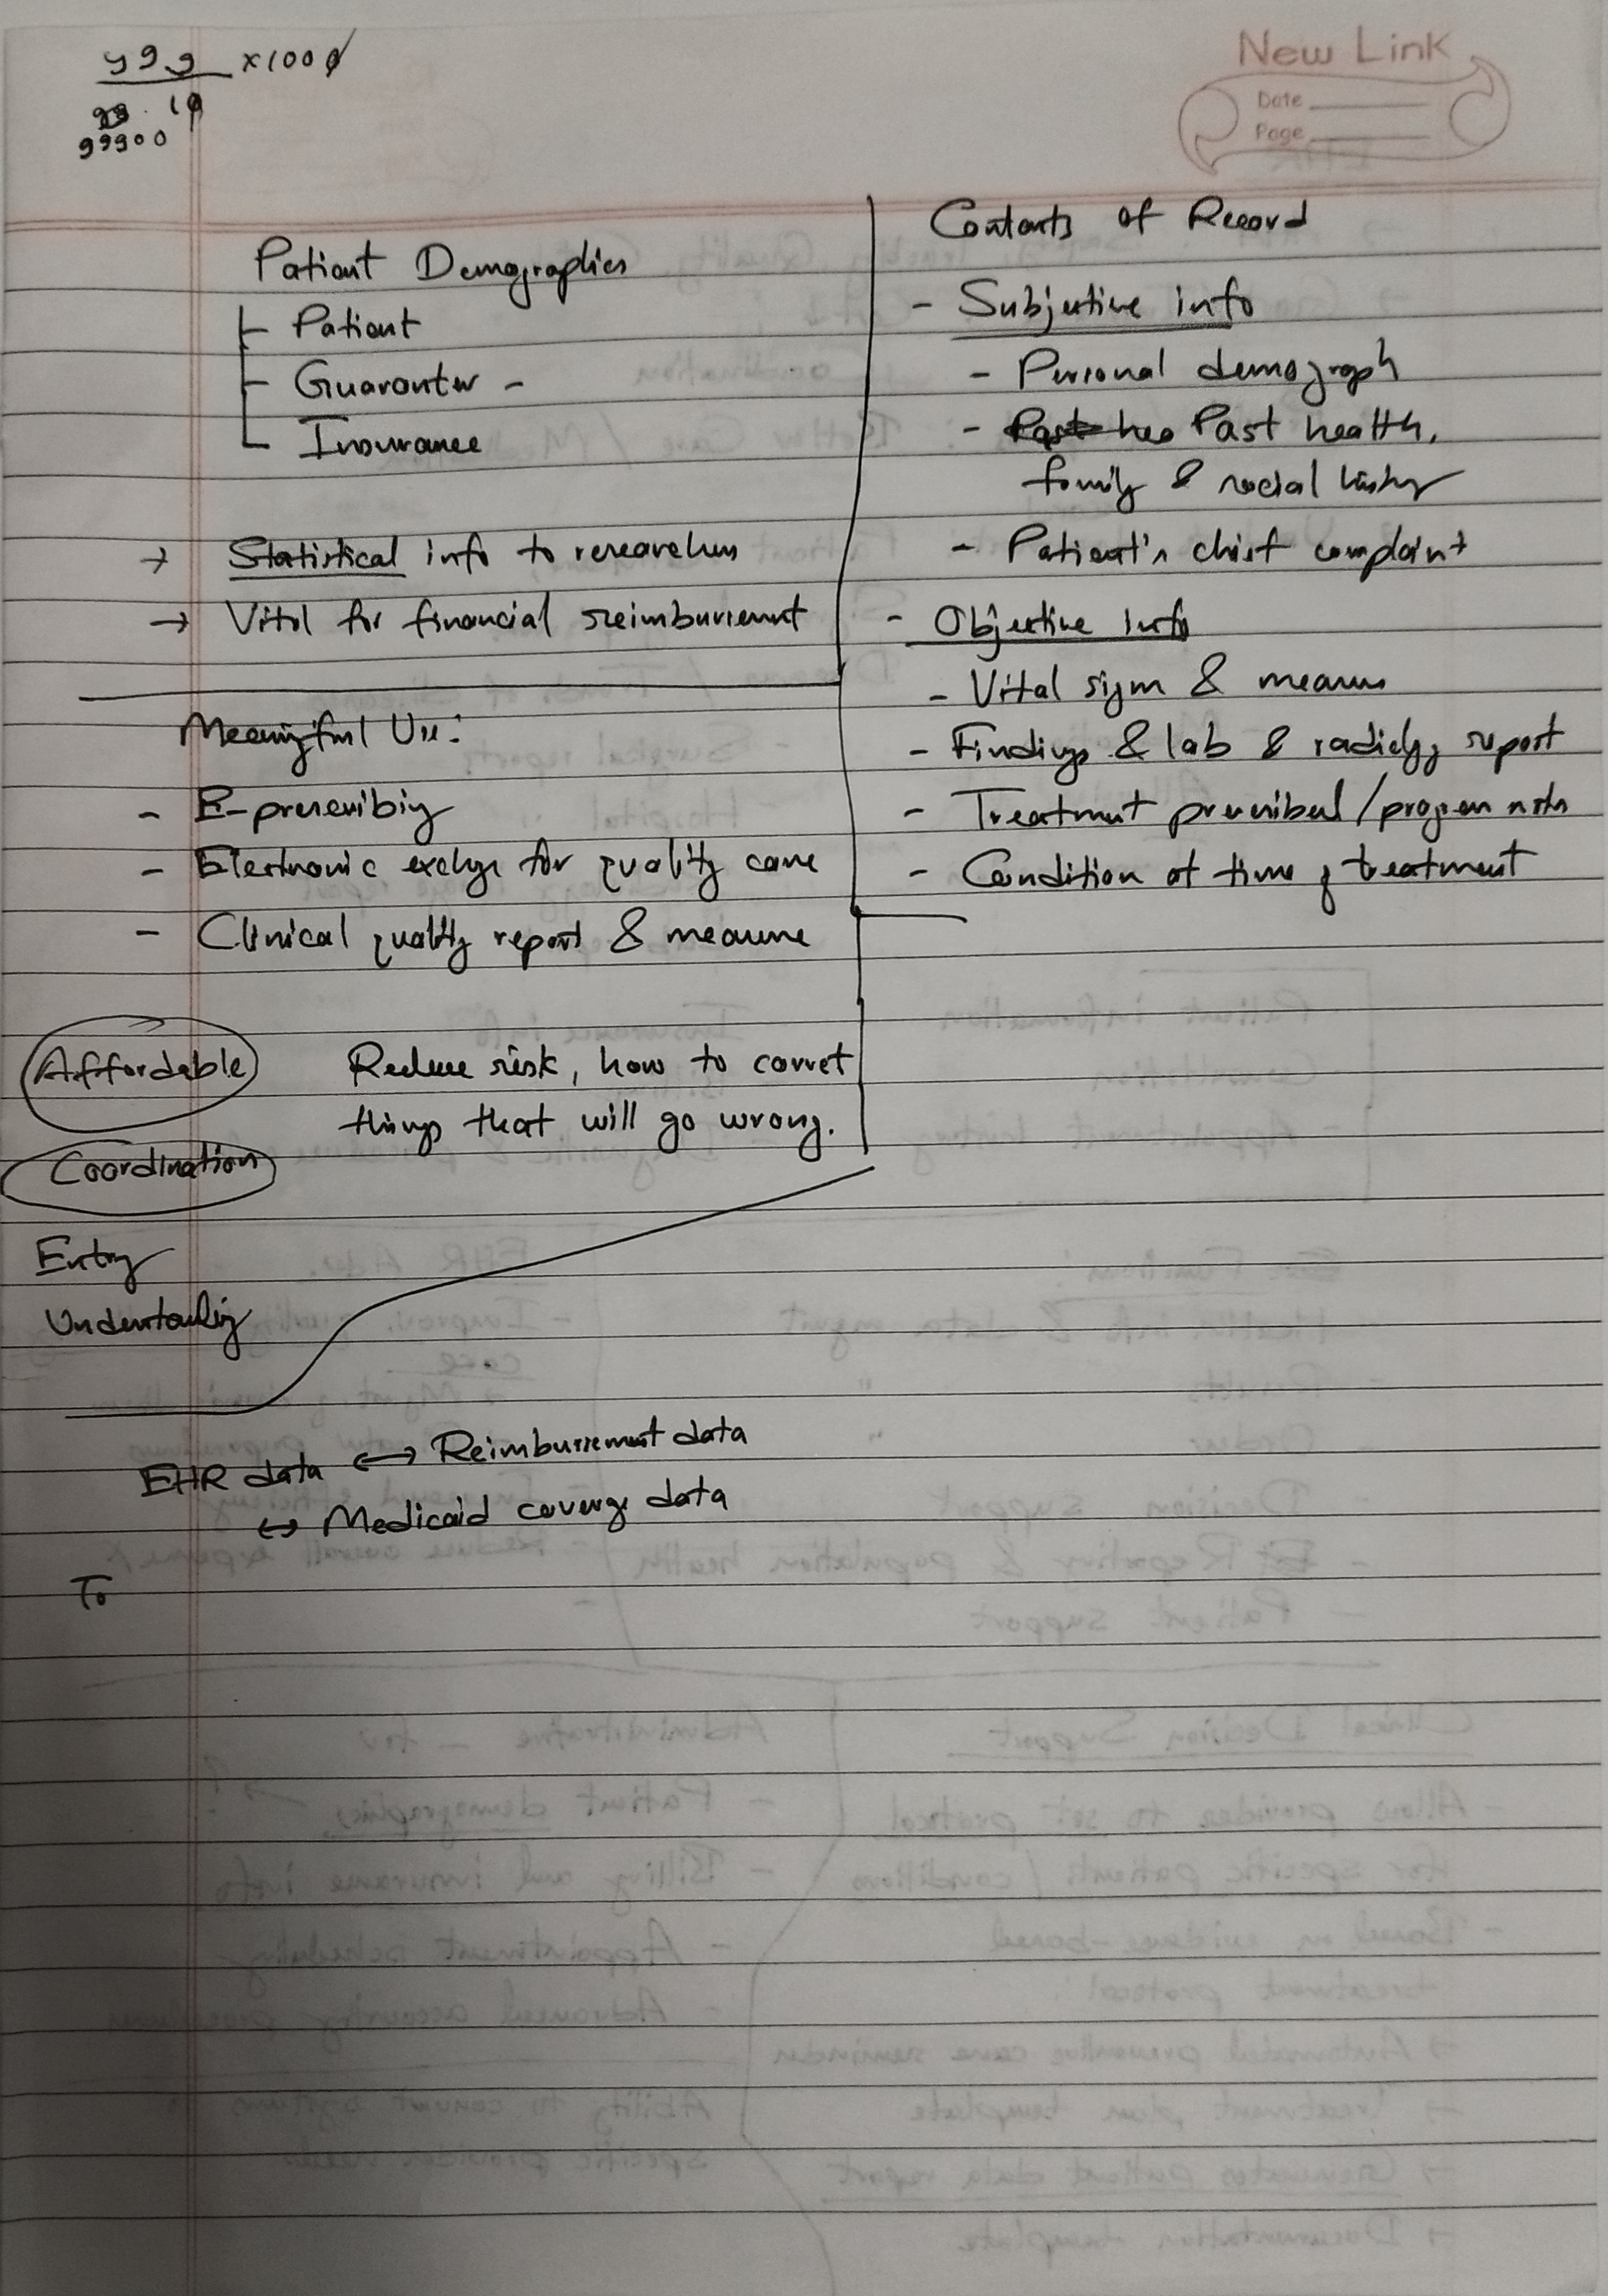 999 x1000
99.10
99900
New Link
Date
Page
Patient Demographics
Patient
Guarantor -
Insurance
→ Statistical info to researchers
→ Vital for financial reimbursement
Meaningful Use:
- E-prescribing
- Electronic exchge for quality care
- Clinical quality report & measure
Contents of Record
- Subjective info
- Personal demograph
- Past hea Past health,
family & social history
- Patient's chief complaint
- Objective info
- Vital signs & measures
- Findings & lab & radiology report
- Treatment prescribed / progress notes
- Condition at time of treatment
Affordable
Reduce risk, how to correct
things that will go wrong.
Coordination
Entry
Undertaking
EHR data ↔ Reimbursement data
↔ Medicaid coverge data
To